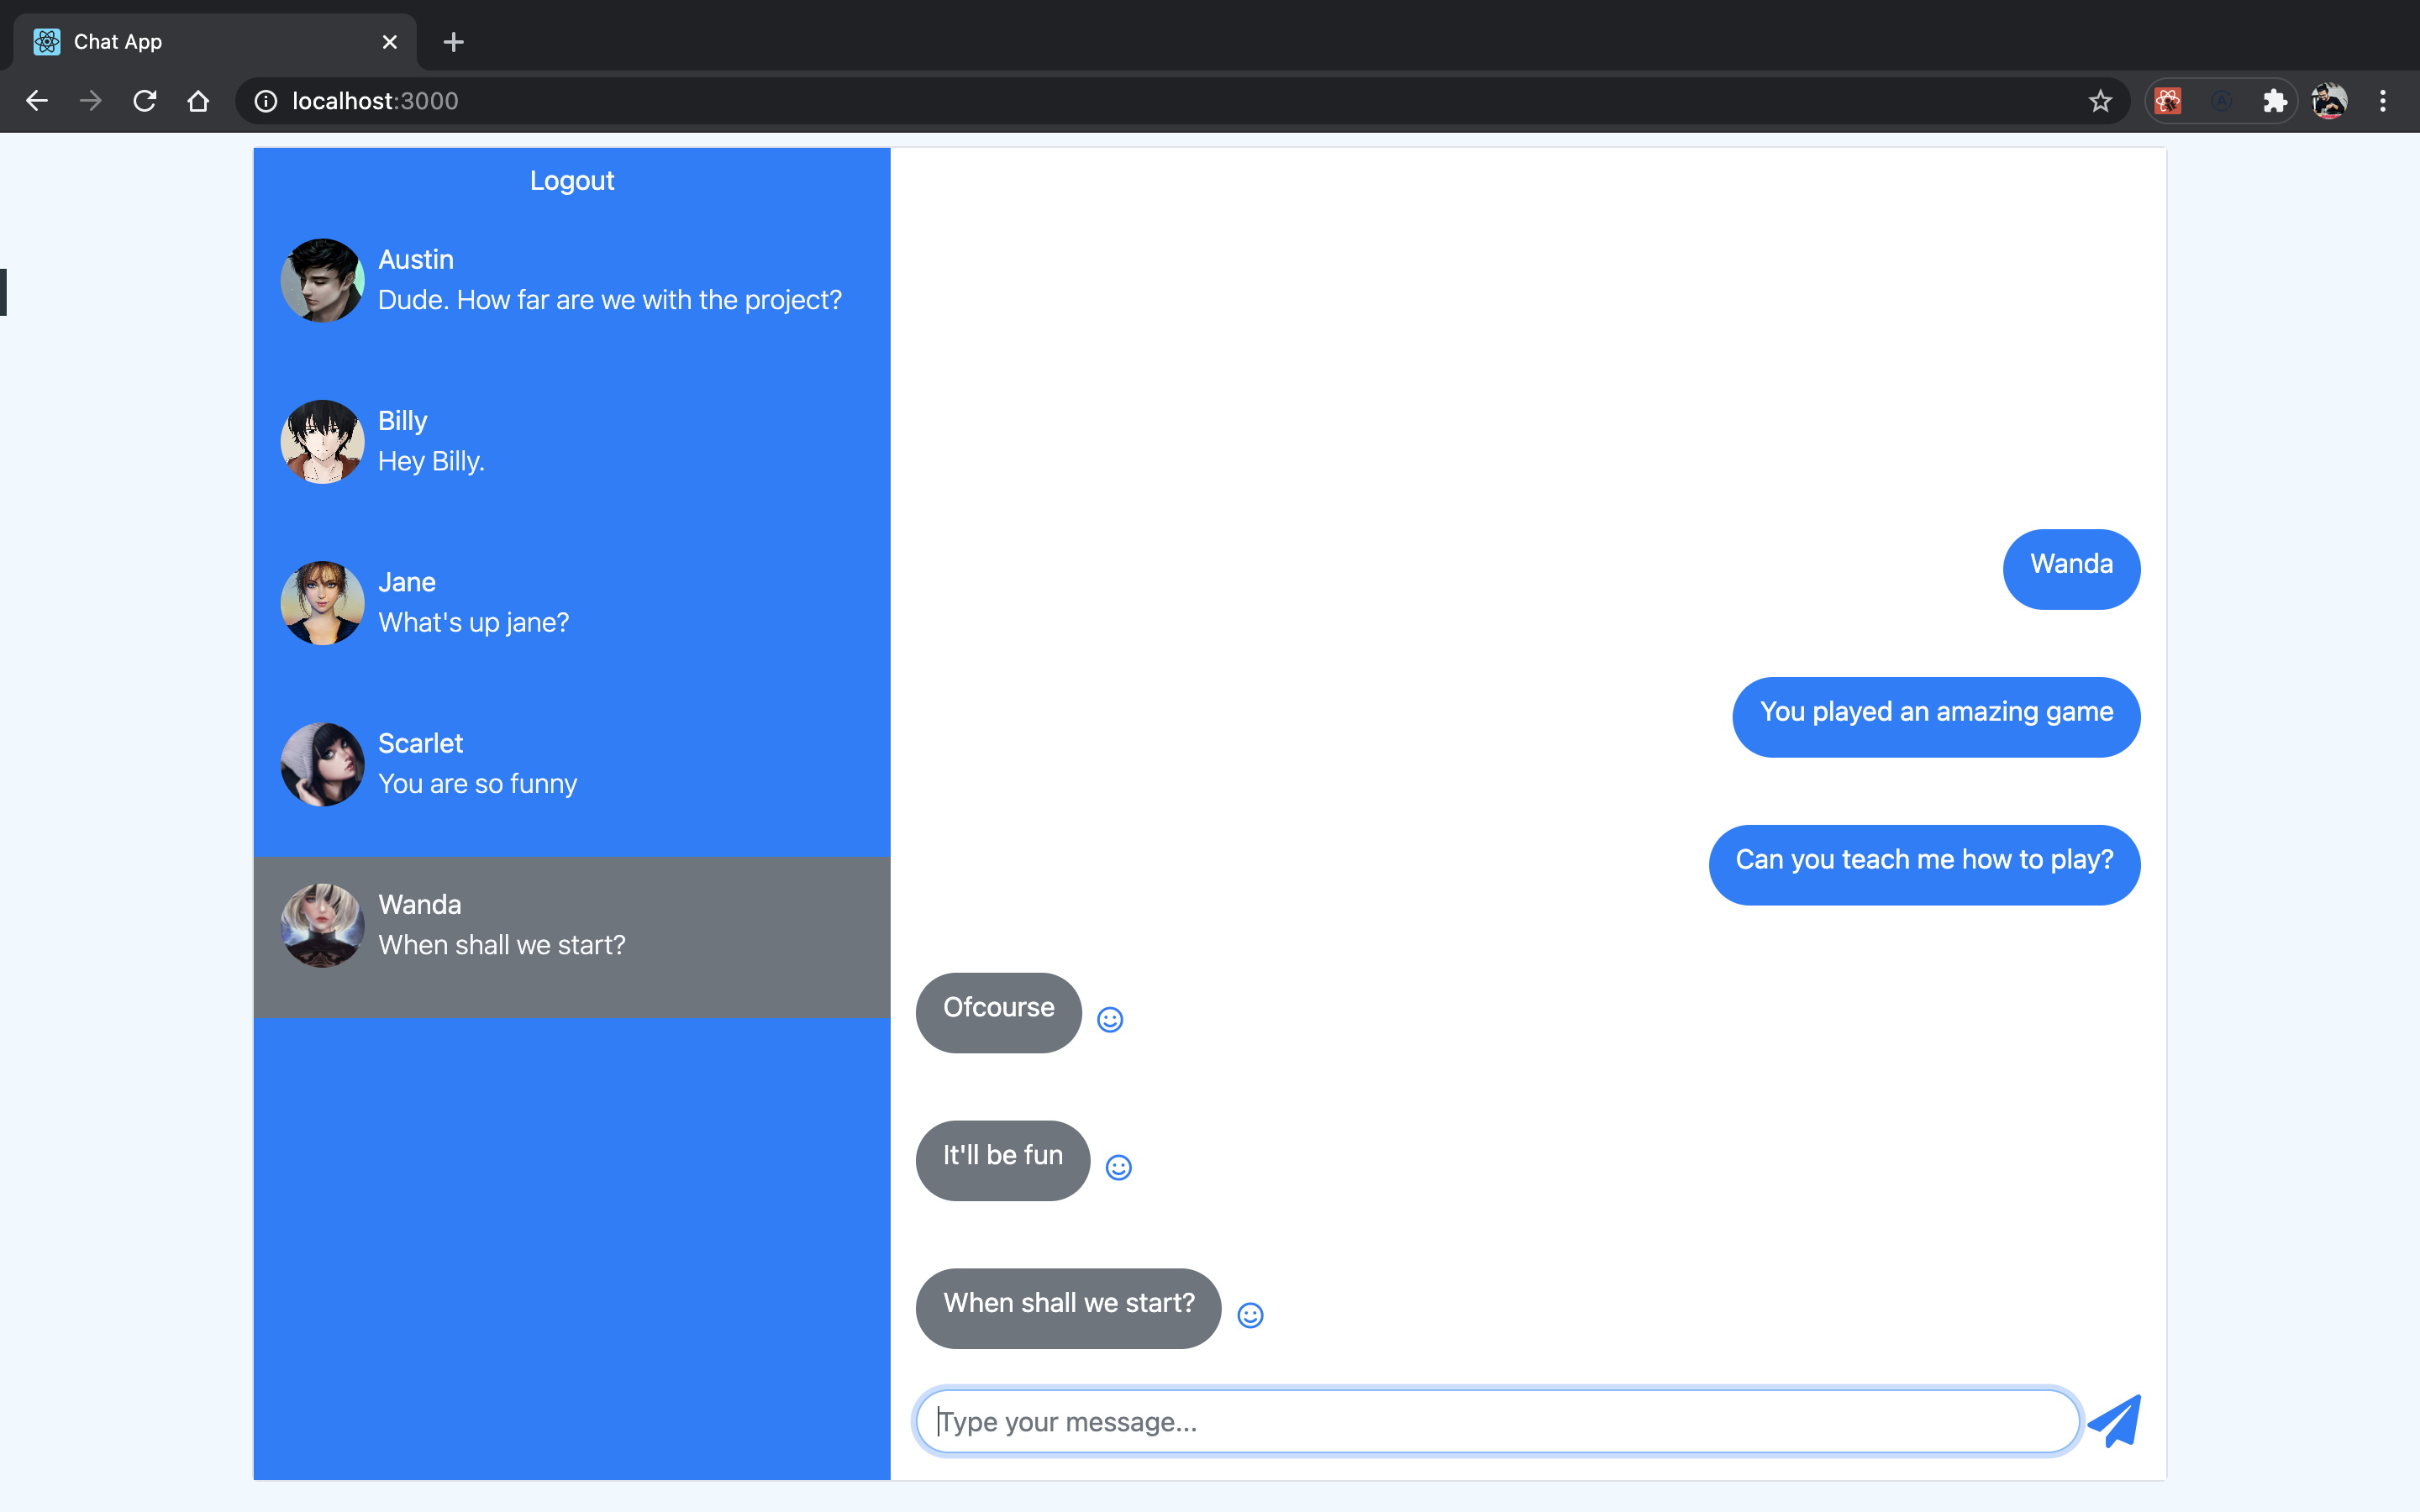 Chat App
localhost:3000
Logout
Austin
Dude. How far are we with the project?
Billy
Hey Billy.
Jane
What's up jane?
Scarlet
You are so funny
Wanda
When shall we start?
Wanda
You played an amazing game
Can you teach me how to play?
Ofcourse
It'll be fun
When shall we start?
Type your message...